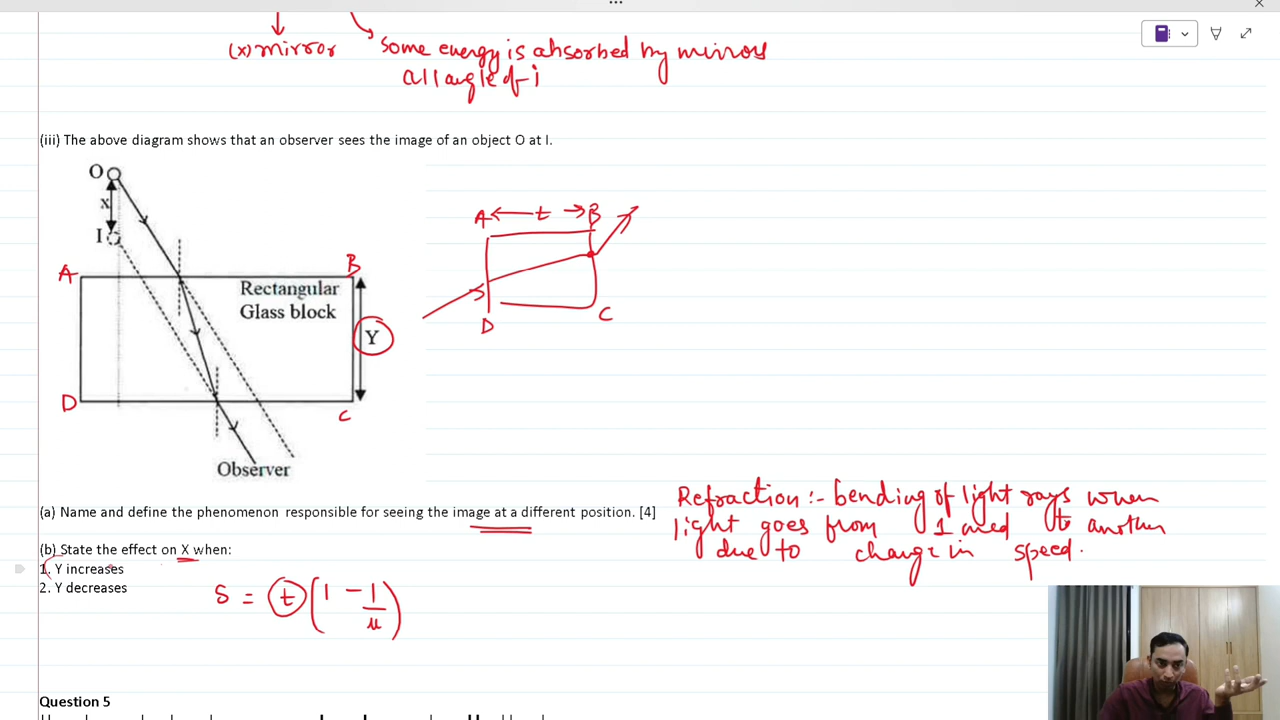 (x) mirror
Some energy is absorbed by mirror
all angle of i
(iii) The above diagram shows that an observer sees the image of an object O at I.
O
x
I
A
B
Rectangular
Glass block
Y
D
C
Observer
A t B
D
C
(a) Name and define the phenomenon responsible for seeing the image at a different position. [4]
Refraction :- bending of light rays when
light goes from 1 med to another
due to change in speed.
(b) State the effect on X when:
1. Y increases
2. Y decreases
S = t(1 - 1/μ)
Question 5